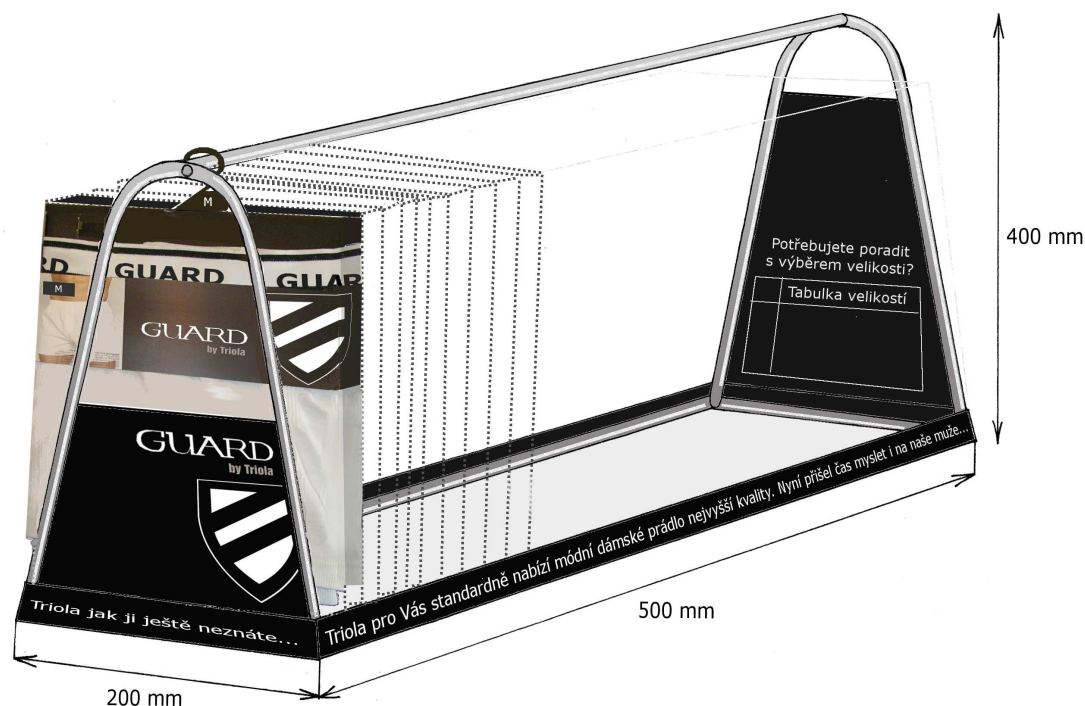 M
RD GUARD GUAR
M
GUARD
by Triola
GUARD
by Triola
Triola jak ji ještě neznáte...
Triola pro Vás standardně nabízí módní dámské prádlo nejvyšší kvality. Nyní přišel čas myslet i na naše muže...
Potřebujete poradit
s výběrem velikosti?
Tabulka velikostí
400 mm
500 mm
200 mm